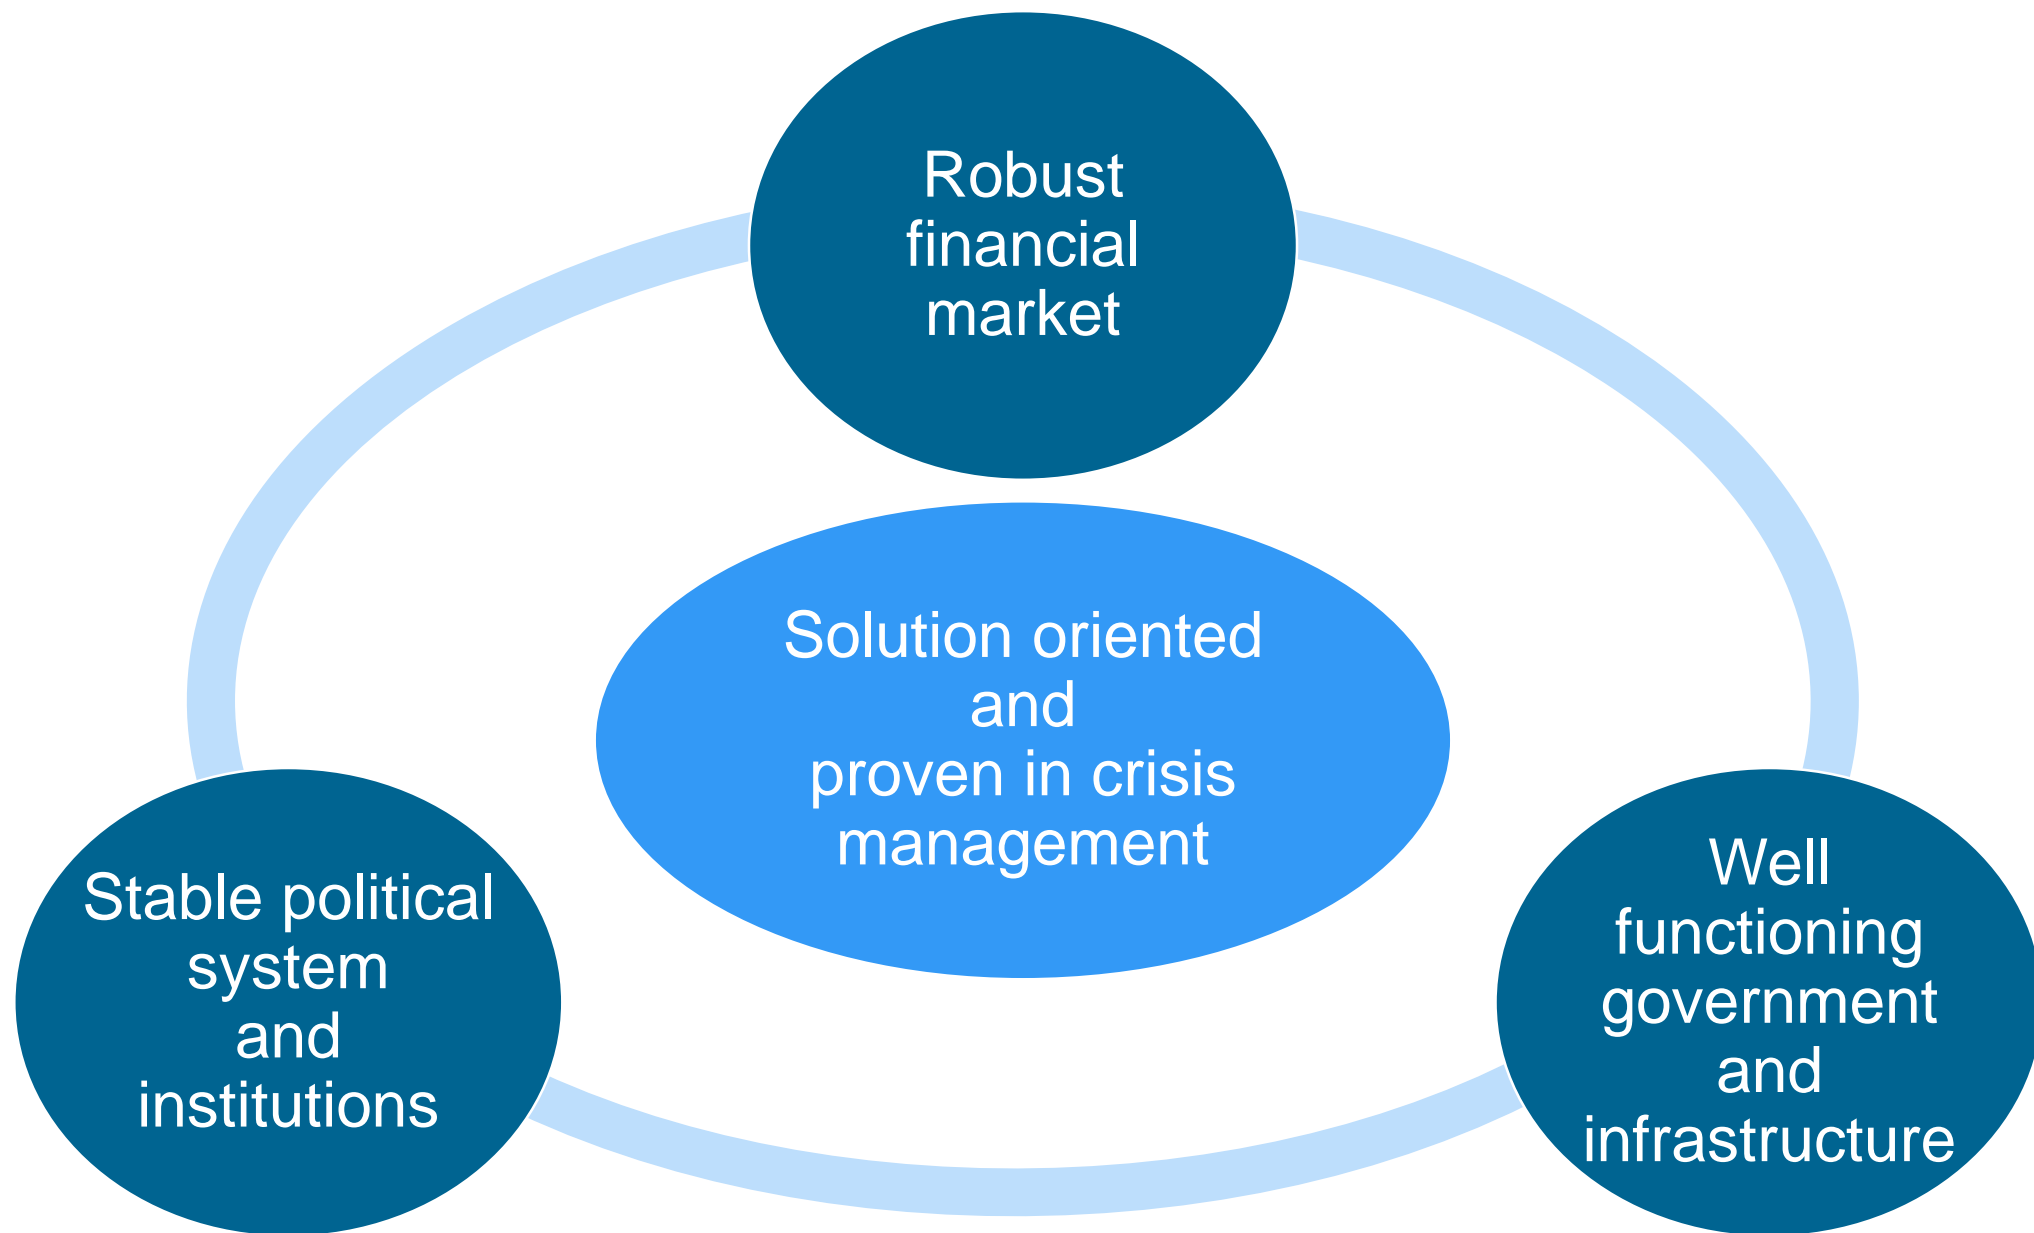 Robust
financial
market
Solution oriented
and
proven in crisis
management
Stable political
system
and
institutions
Well
functioning
government
and
infrastructure